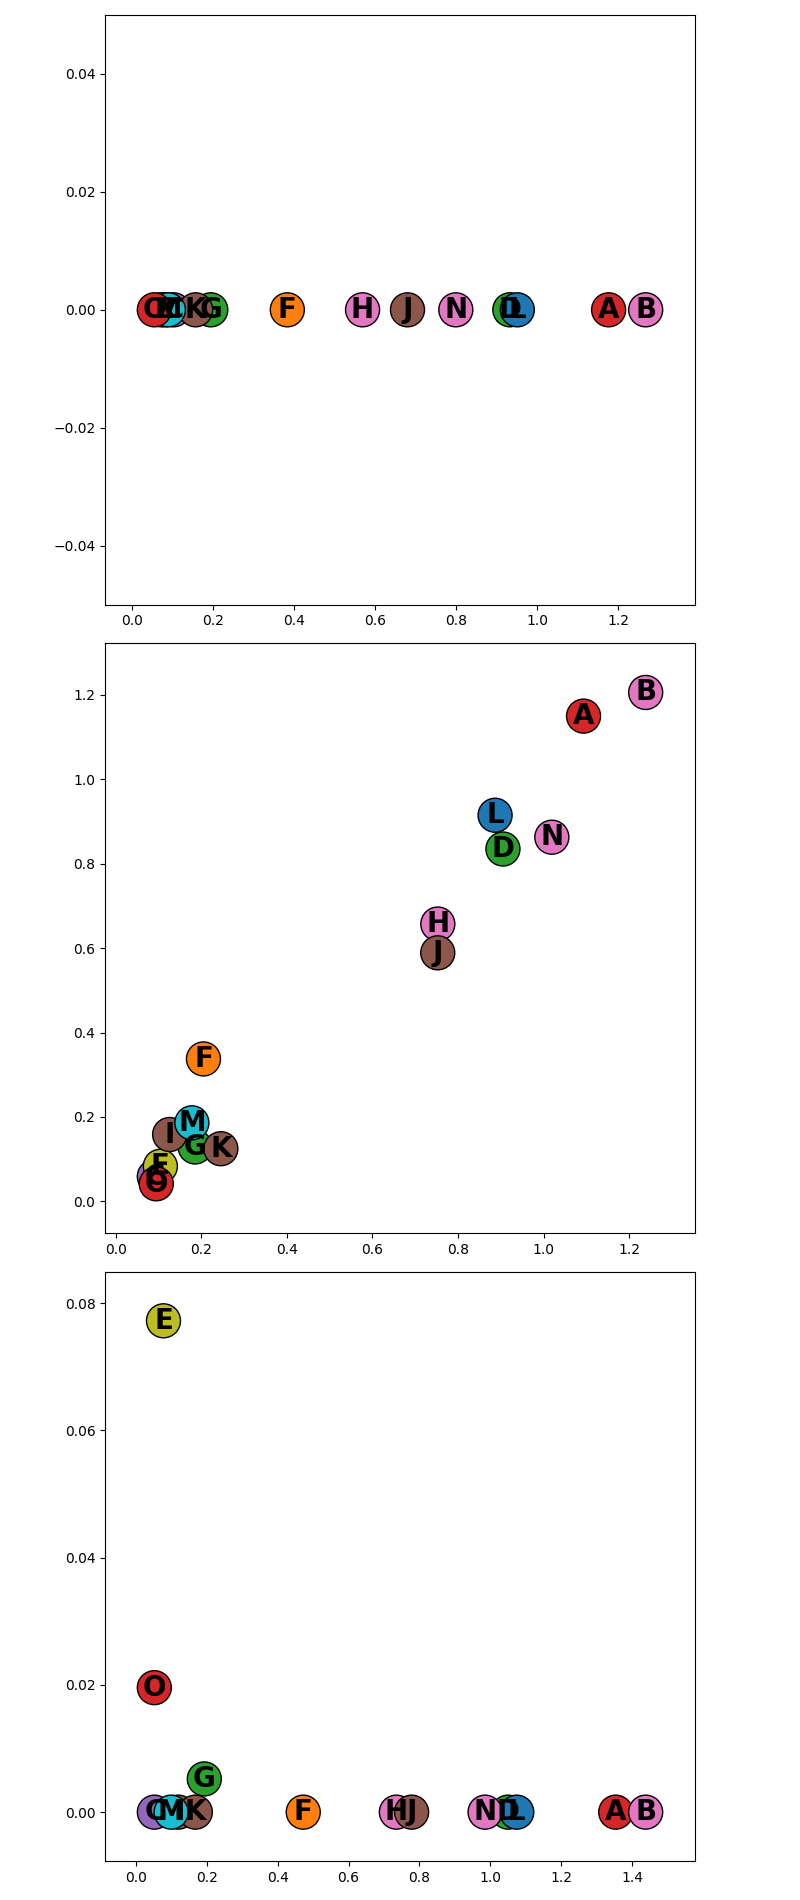 0.04
0.02
0.00
−0.02
−0.04
O M K G F H J N D L A B
0.0 0.2 0.4 0.6 0.8 1.0 1.2
1.2
1.0
0.8
0.6
0.4
0.2
0.0
B
A
L
N
D
H
J
F
M
I
G
K
E
O
0.0 0.2 0.4 0.6 0.8 1.0 1.2
0.08
0.06
0.04
0.02
0.00
E
O
G
C M I K F H J N D L A B
0.0 0.2 0.4 0.6 0.8 1.0 1.2 1.4